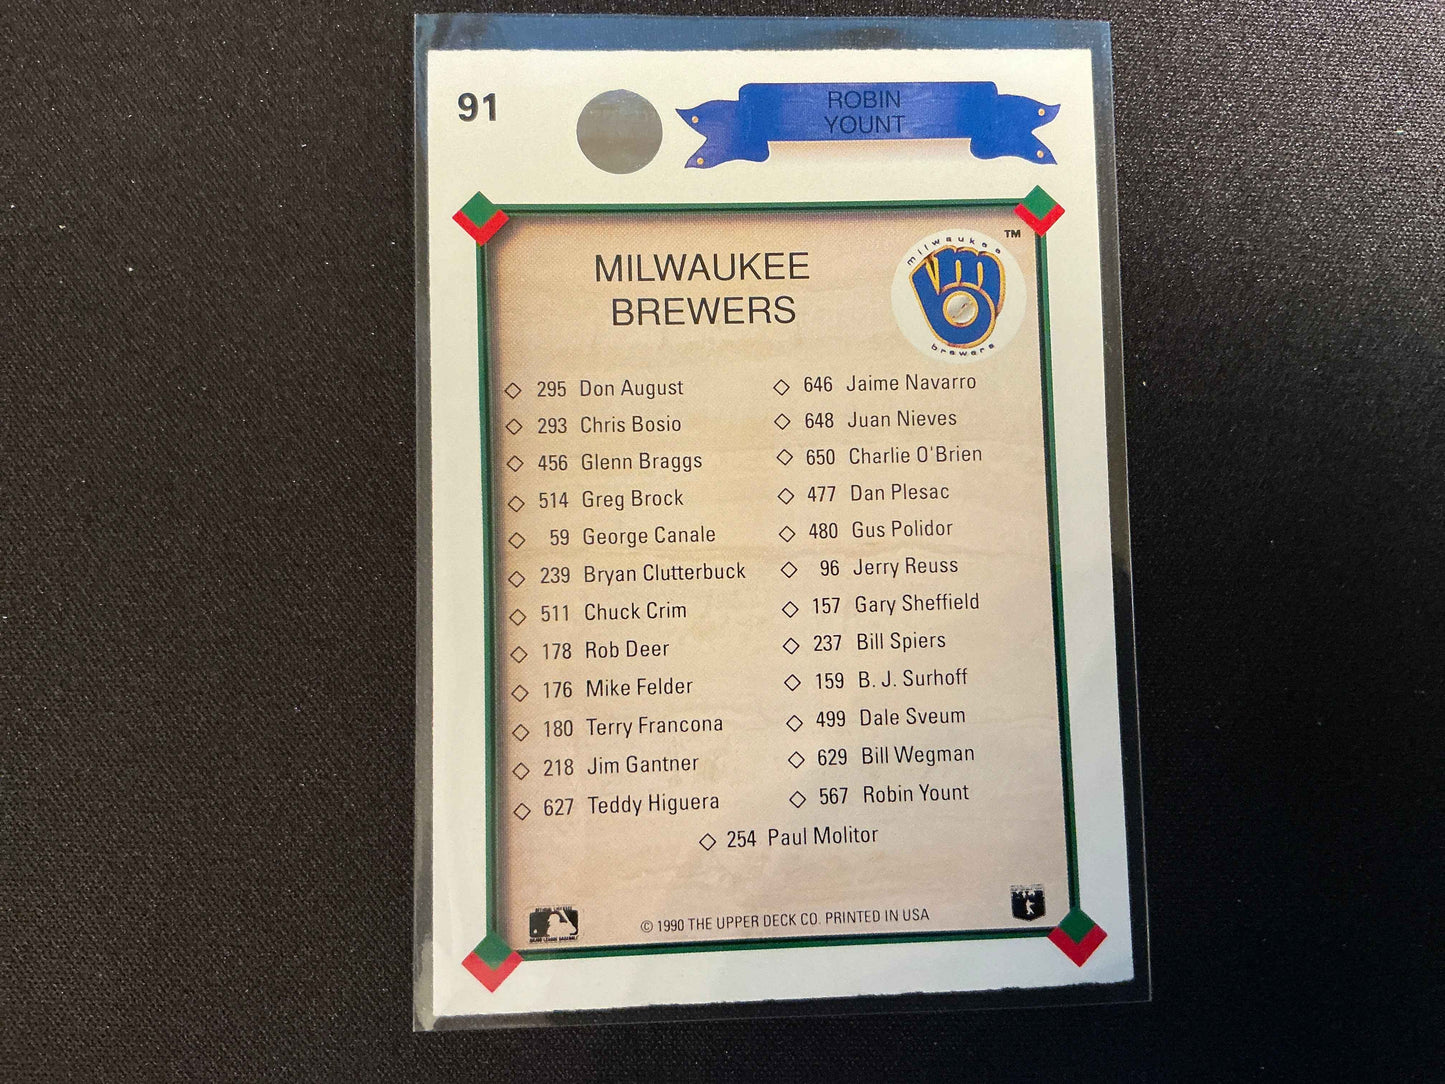 91
ROBIN
YOUNT
MILWAUKEE
BREWERS
milwaukee
brewers
TM
295 Don August
293 Chris Bosio
456 Glenn Braggs
514 Greg Brock
59 George Canale
239 Bryan Clutterbuck
511 Chuck Crim
178 Rob Deer
176 Mike Felder
180 Terry Francona
218 Jim Gantner
627 Teddy Higuera
646 Jaime Navarro
648 Juan Nieves
650 Charlie O'Brien
477 Dan Plesac
480 Gus Polidor
96 Jerry Reuss
157 Gary Sheffield
237 Bill Spiers
159 B. J. Surhoff
499 Dale Sveum
629 Bill Wegman
567 Robin Yount
254 Paul Molitor
© 1990 THE UPPER DECK CO. PRINTED IN USA